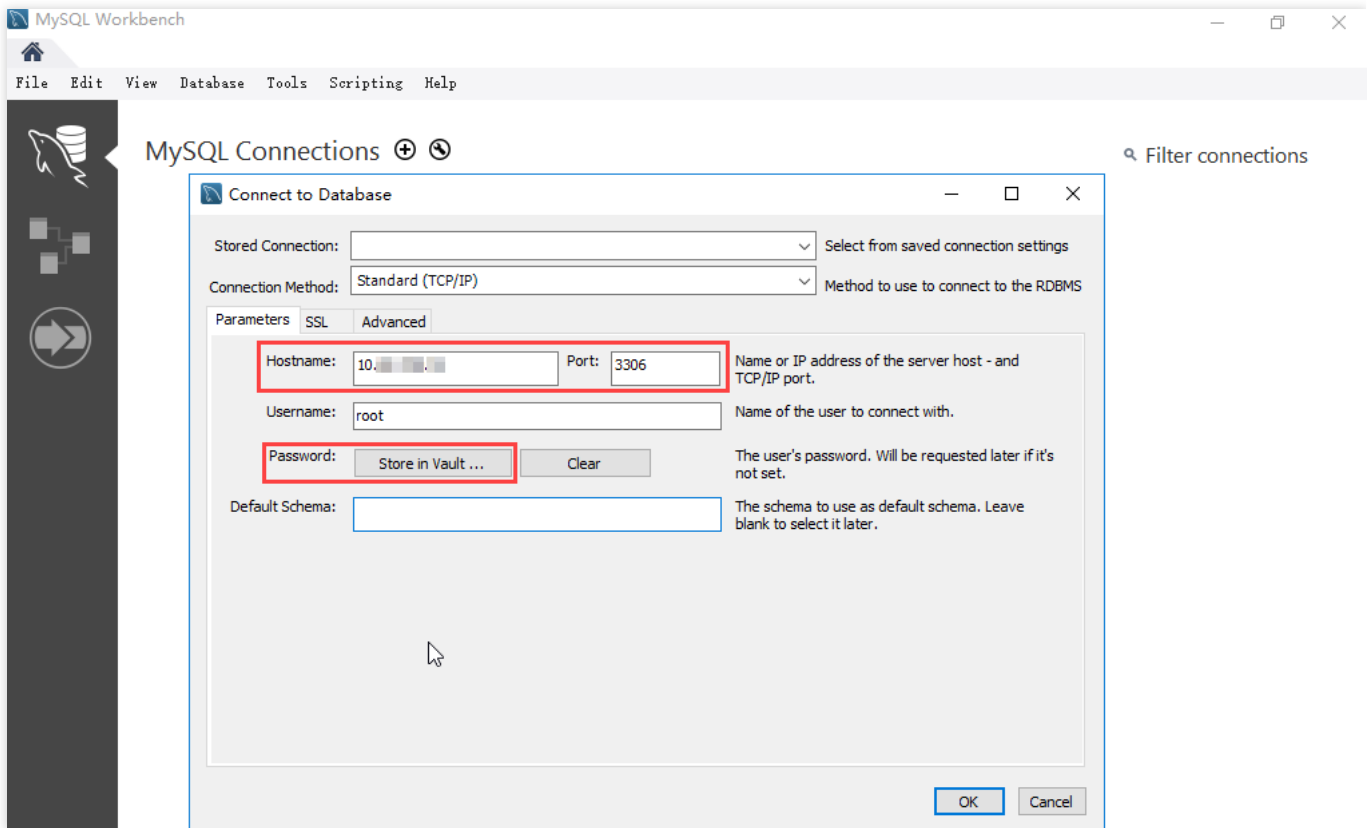 MySQL Workbench
File Edit View Database Tools Scripting Help
MySQL Connections
Filter connections
Connect to Database
Stored Connection:
Select from saved connection settings
Connection Method: Standard (TCP/IP)
Method to use to connect to the RDBMS
Parameters SSL Advanced
Hostname: 10. Port: 3306
Name or IP address of the server host - and
TCP/IP port.
Username: root
Name of the user to connect with.
Password: Store in Vault ... Clear
The user's password. Will be requested later if it's
not set.
Default Schema:
The schema to use as default schema. Leave
blank to select it later.
OK Cancel